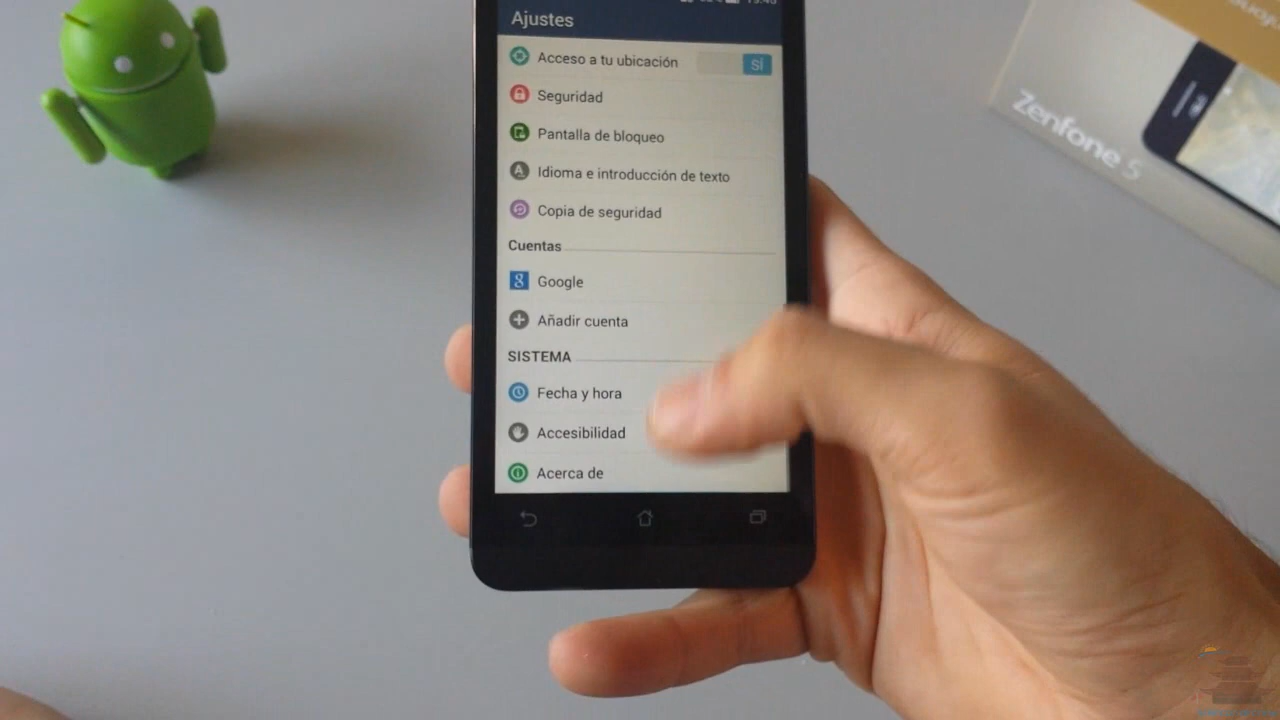 Ajustes
Acceso a tu ubicación
SÍ
Seguridad
Pantalla de bloqueo
Idioma e introducción de texto
Copia de seguridad
Cuentas
Google
Añadir cuenta
SISTEMA
Fecha y hora
Accesibilidad
Acerca de
Zenfone 5